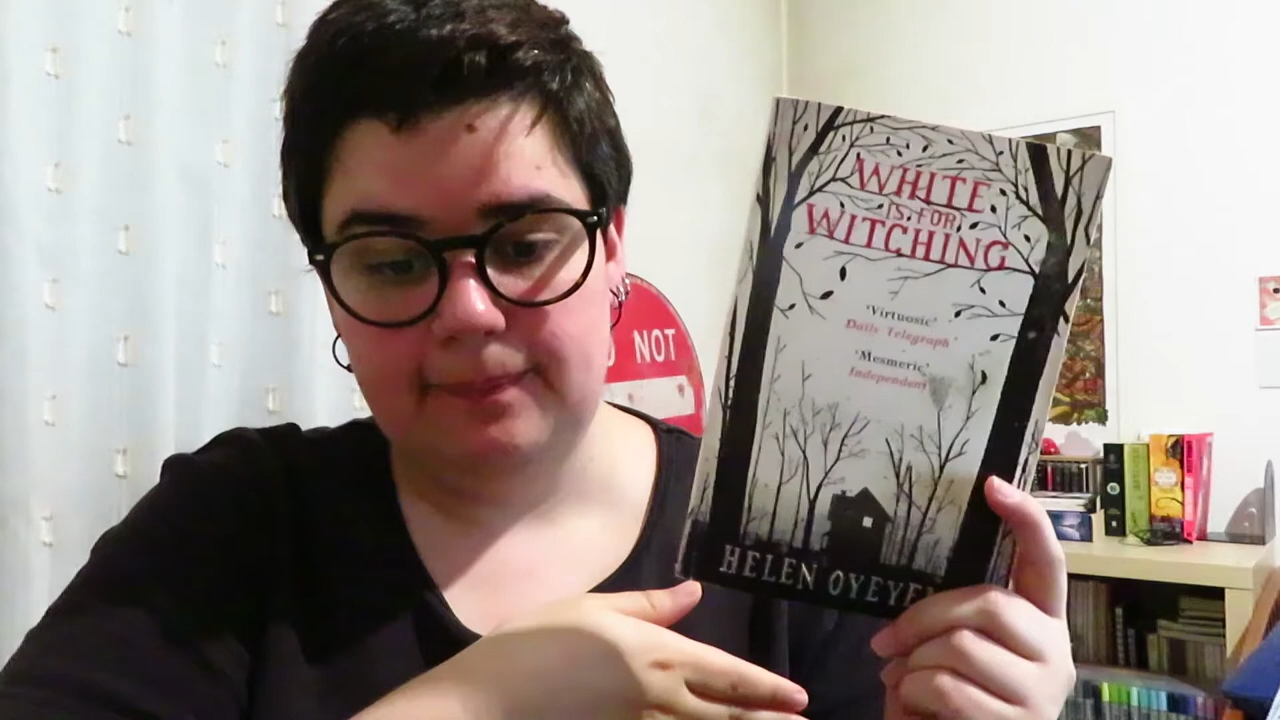 WHITE
IS FOR
WITCHING
'Virtuosic'
Daily Telegraph
'Mesmeric'
Independent
HELEN OYEYE
NOT